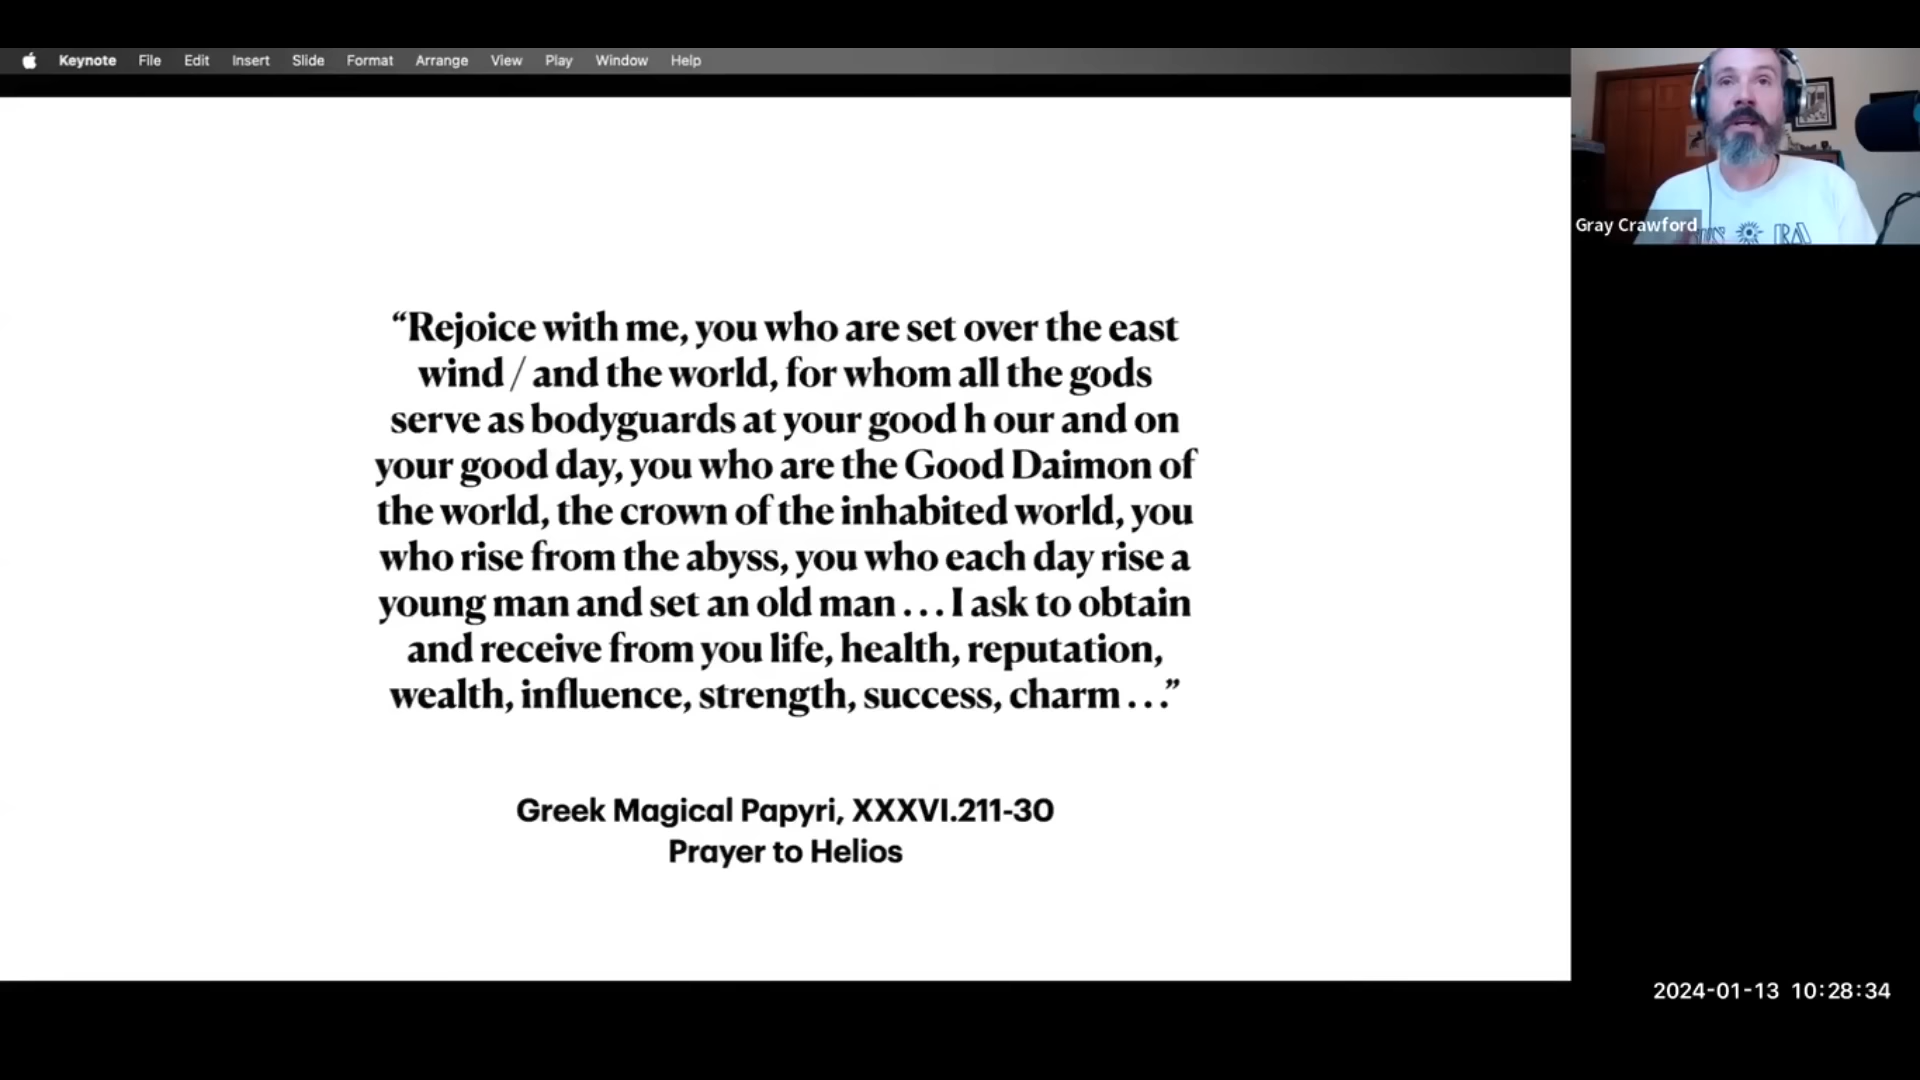 Keynote File Edit Insert Slide Format Arrange View Play Window Help
“Rejoice with me, you who are set over the east
wind / and the world, for whom all the gods
serve as bodyguards at your good h our and on
your good day, you who are the Good Daimon of
the world, the crown of the inhabited world, you
who rise from the abyss, you who each day rise a
young man and set an old man . . . I ask to obtain
and receive from you life, health, reputation,
wealth, influence, strength, success, charm . . .”
Greek Magical Papyri, XXXVI.211-30
Prayer to Helios
Gray Crawford
2024-01-13 10:28:34